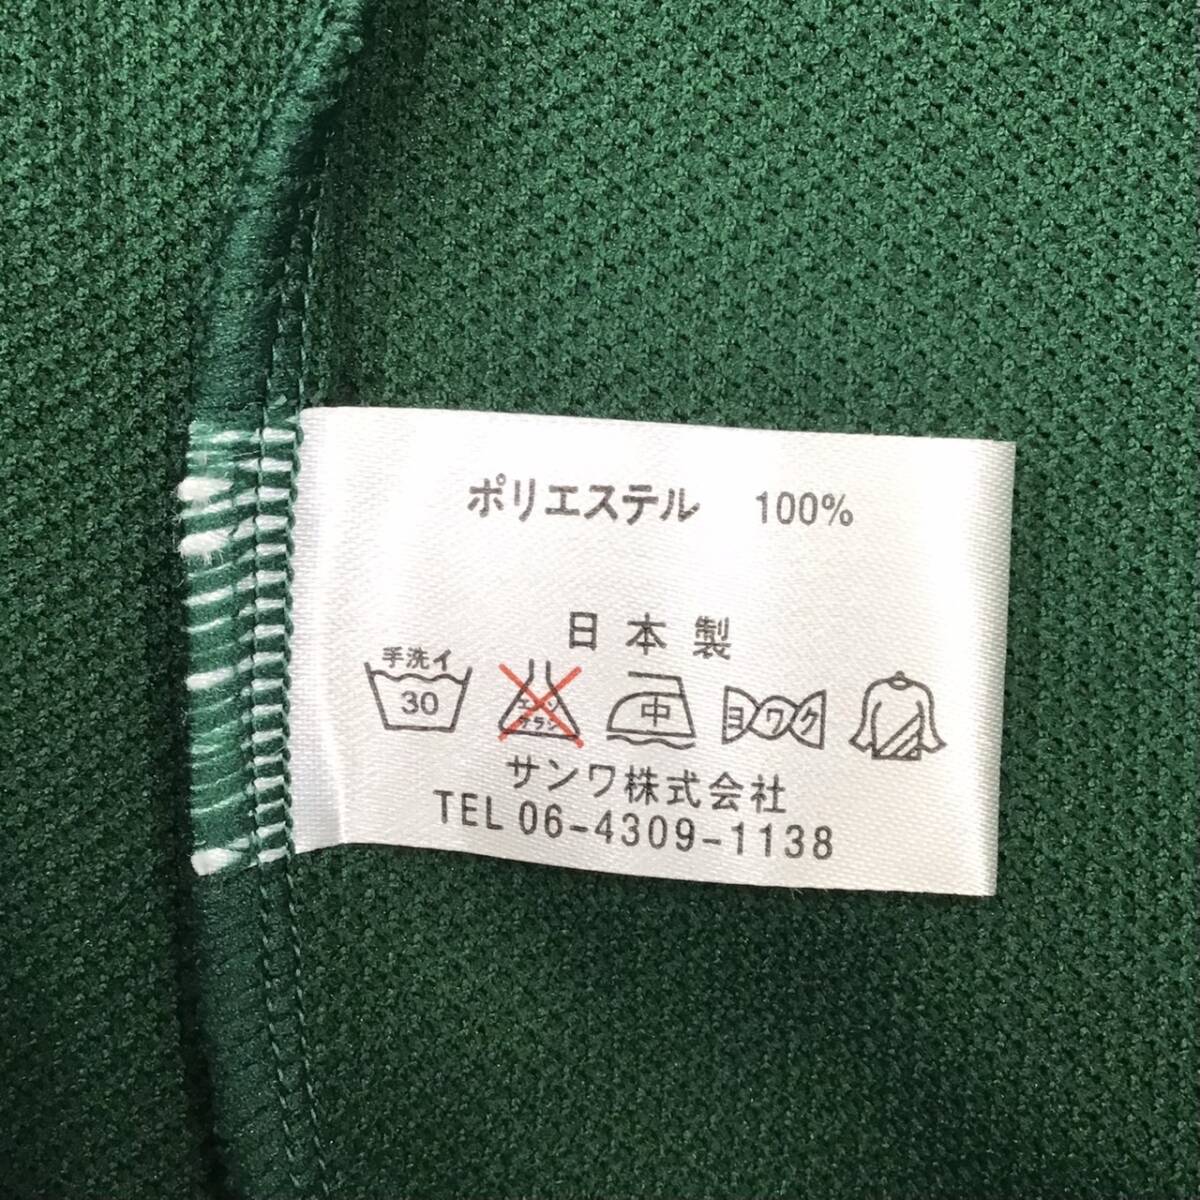 ポリエステル 100%
日本製
手洗イ
30 エンソ 中 ヨワク
サラシ
サンワ株式会社
TEL 06-4309-1138